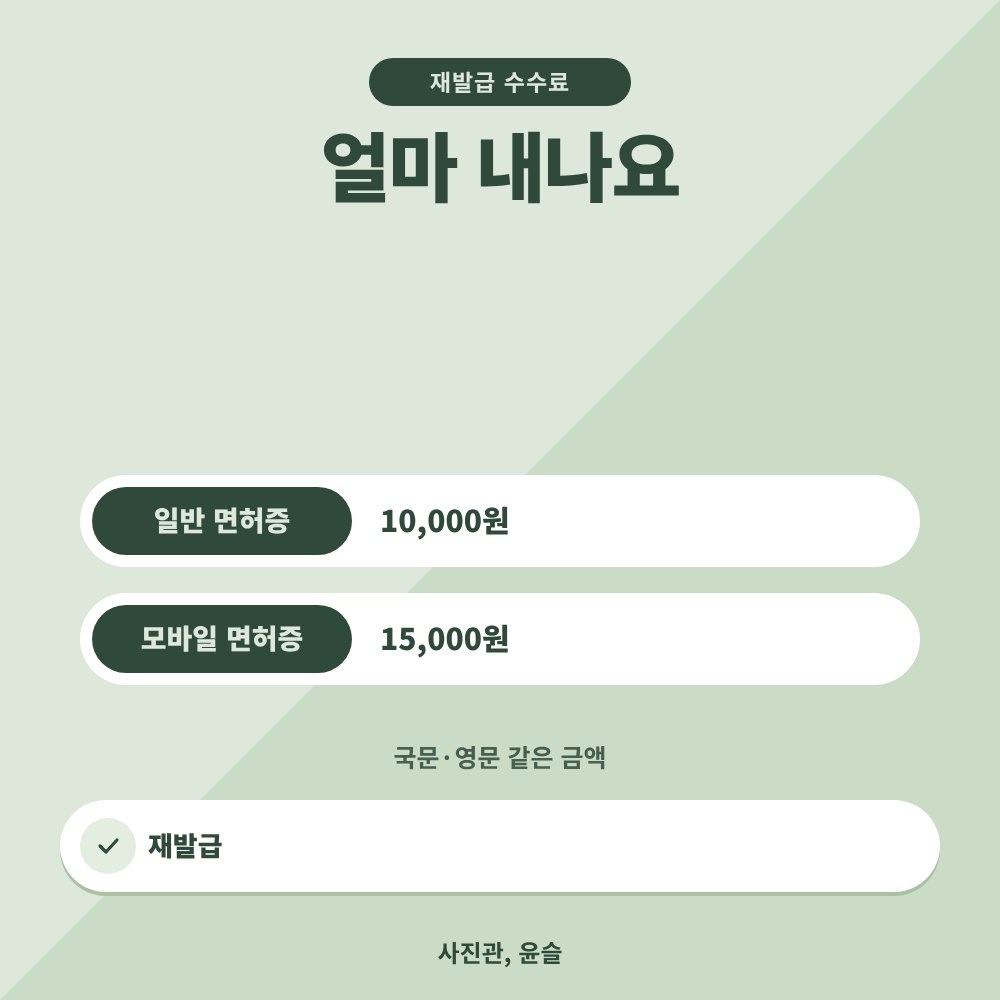 재발급 수수료
얼마 내나요
일반 면허증 10,000원
모바일 면허증 15,000원
국문·영문 같은 금액
재발급
사진관, 윤슬